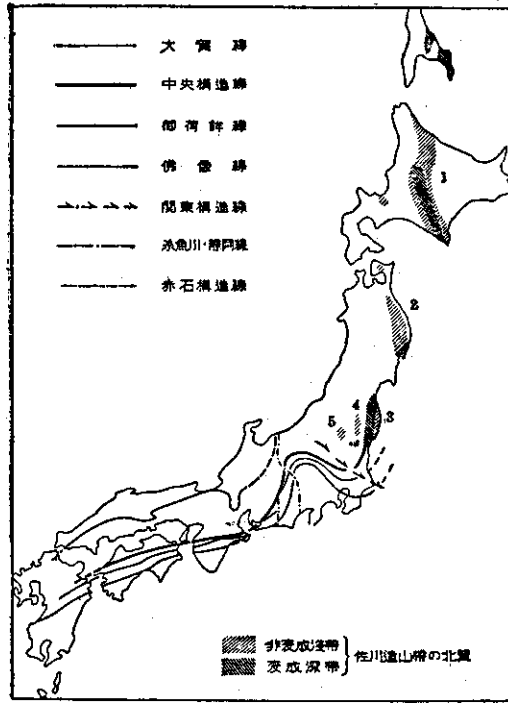 大賀線
中央構造線
御荷鉾線
佛像線
関東構造線
糸魚川・静岡線
赤石構造線
1
2
3
4
5
非変成浅帯
変成深帯
佐川造山帯の北翼